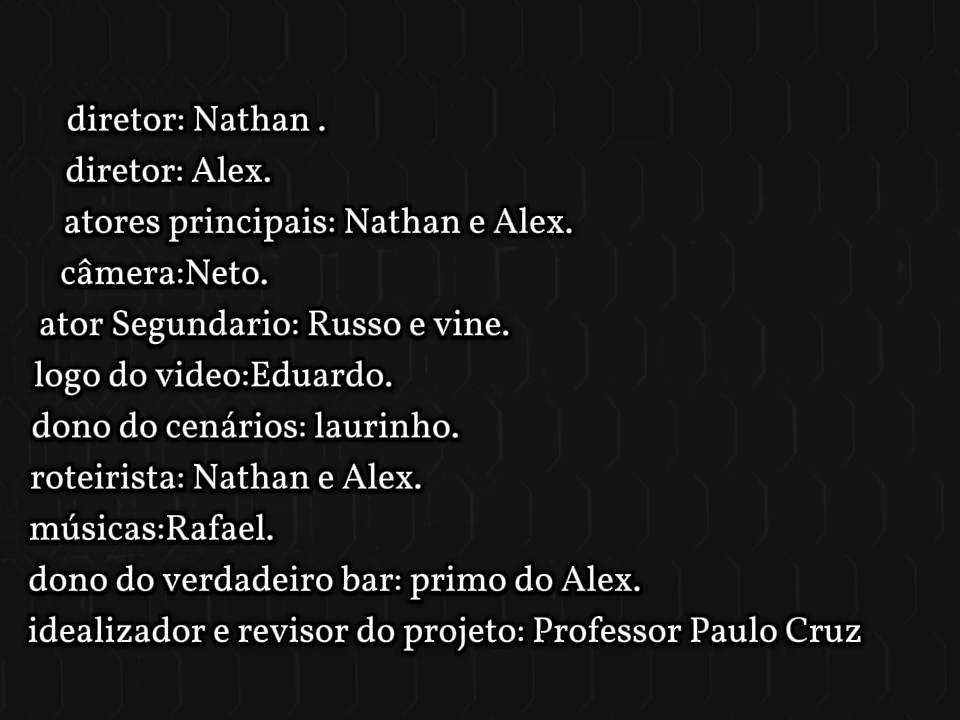 diretor: Nathan .
diretor: Alex.
atores principais: Nathan e Alex.
câmera:Neto.
ator Segundario: Russo e vine.
logo do video:Eduardo.
dono do cenários: laurinho.
roteirista: Nathan e Alex.
músicas:Rafael.
dono do verdadeiro bar: primo do Alex.
idealizador e revisor do projeto: Professor Paulo Cruz